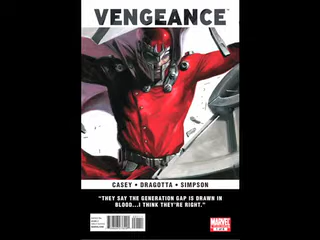 VENGEANCE
CASEY • DRAGOTTA • SIMPSON
"THEY SAY THE GENERATION GAP IS DRAWN IN
BLOOD...I THINK THEY'RE RIGHT."
MARVEL